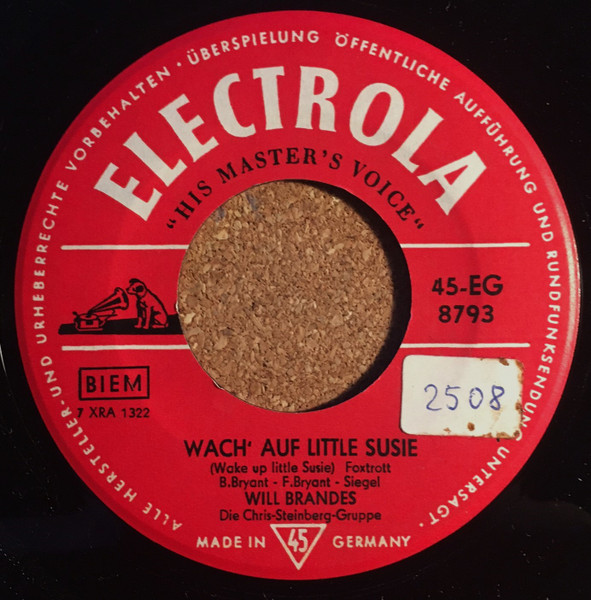 ALLE HERSTELLER- UND URHEBERRECHTE VORBEHALTEN · ÜBERSPIELUNG ÖFFENTLICHE AUFFÜHRUNG UND RUNDFUNKSENDUNG UNTERSAGT ·
ELECTROLA
"HIS MASTER'S VOICE"
45-EG
8793
BIEM
7 XRA 1322
2508
WACH' AUF LITTLE SUSIE
(Wake up little Susie) Foxtrott
B.Bryant - F.Bryant - Siegel
WILL BRANDES
Die Chris-Steinberg-Gruppe
MADE IN 45 GERMANY